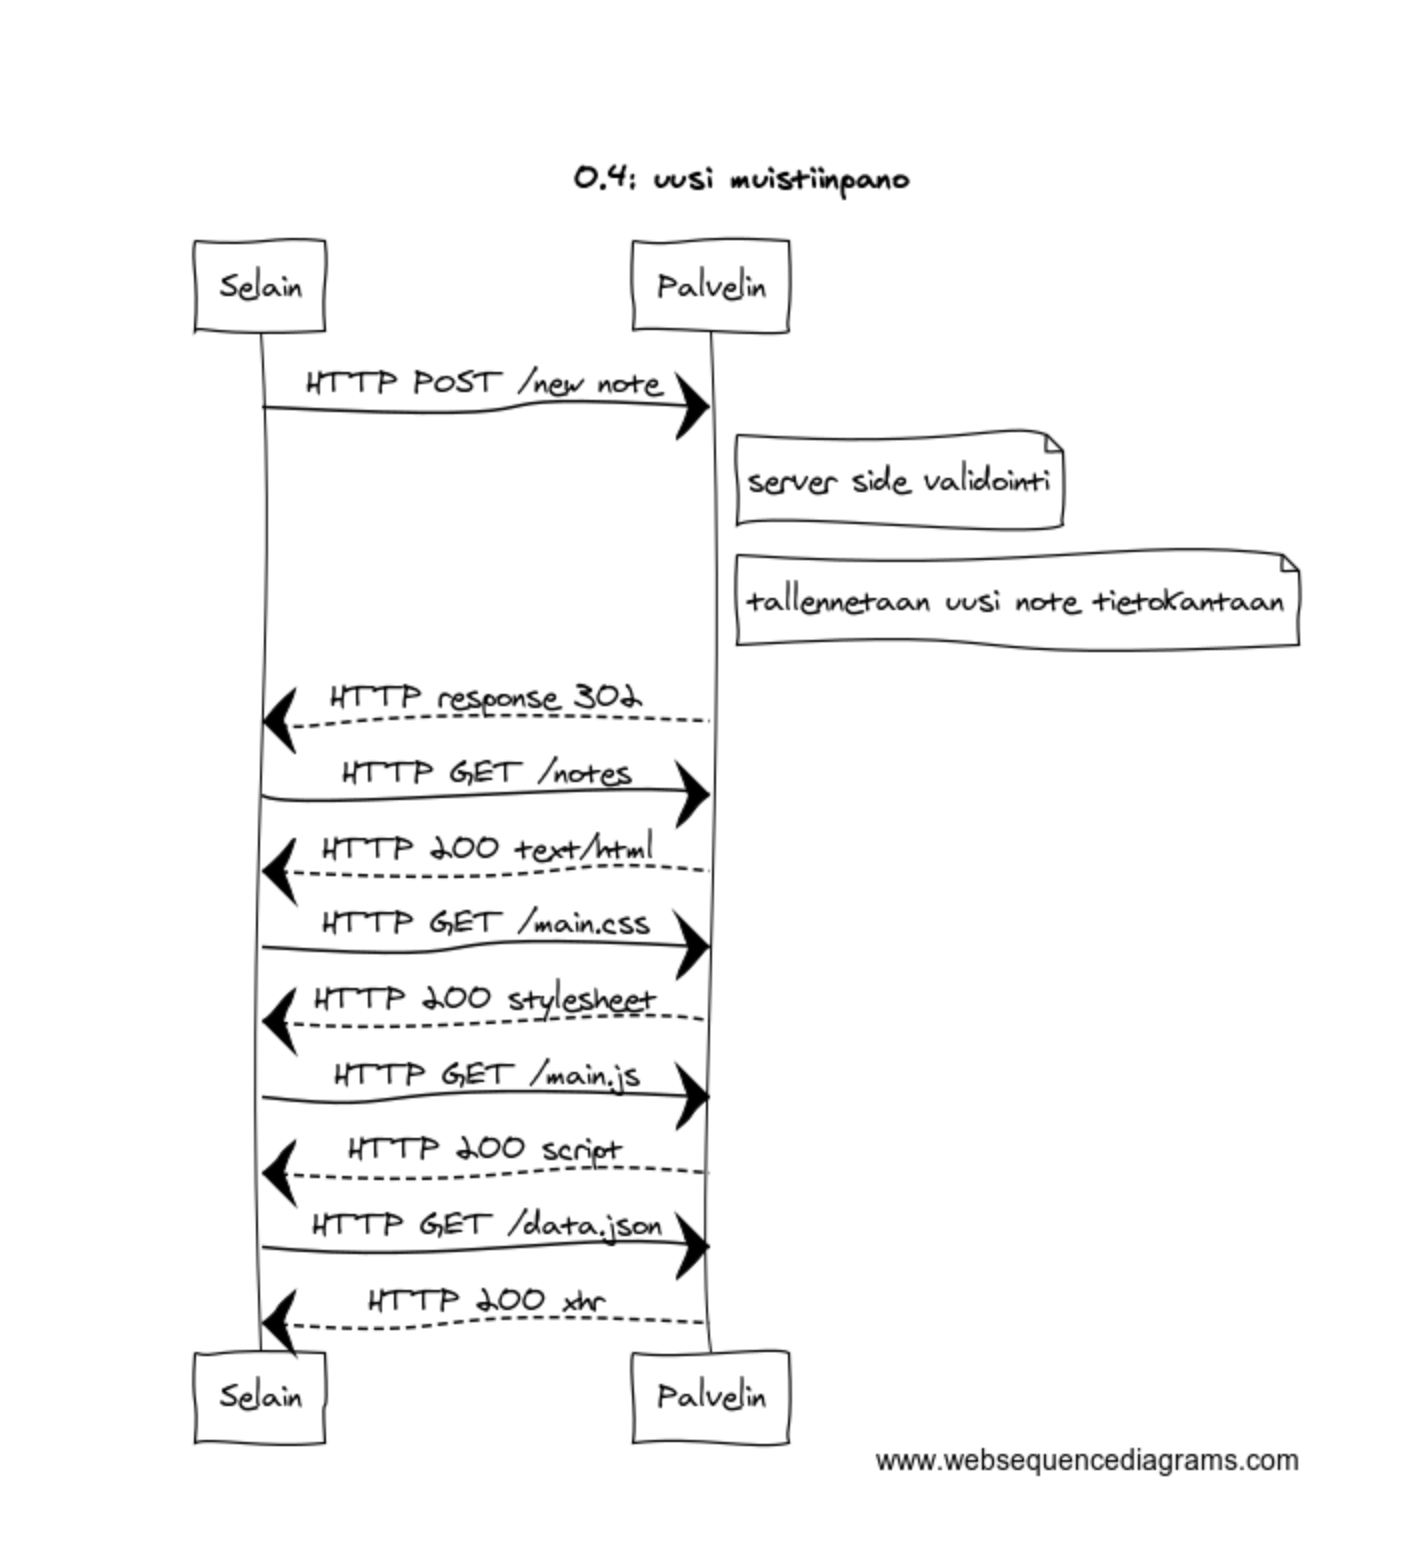 0.4: uusi muistiinpano
Selain
Palvelin
HTTP POST /new note
server side validointi
tallennetaan uusi note tietokantaan
HTTP response 302
HTTP GET /notes
HTTP 200 text/html
HTTP GET /main.css
HTTP 200 stylesheet
HTTP GET /main.js
HTTP 200 script
HTTP GET /data.json
HTTP 200 xhr
Selain
Palvelin
www.websequencediagrams.com